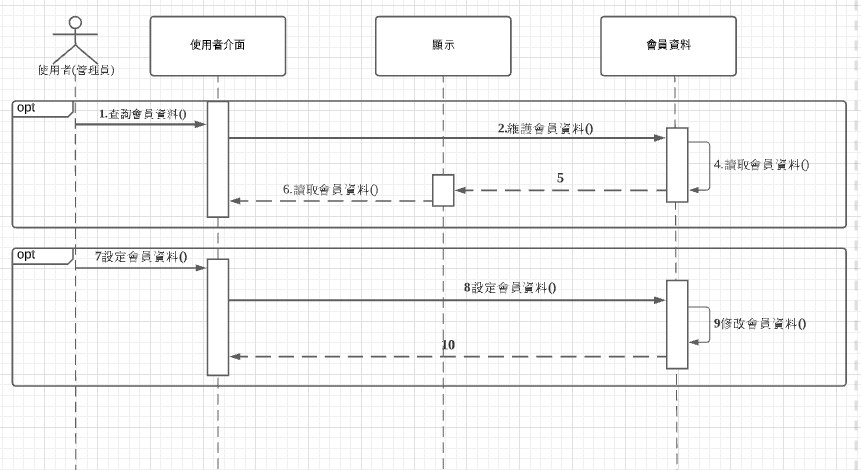 使用者介面
顯示
會員資料
使用者(管理員)
opt
1.查詢會員資料()
2.維護會員資料()
4.讀取會員資料()
5
6.讀取會員資料()
opt
7設定會員資料()
8設定會員資料()
9修改會員資料()
10